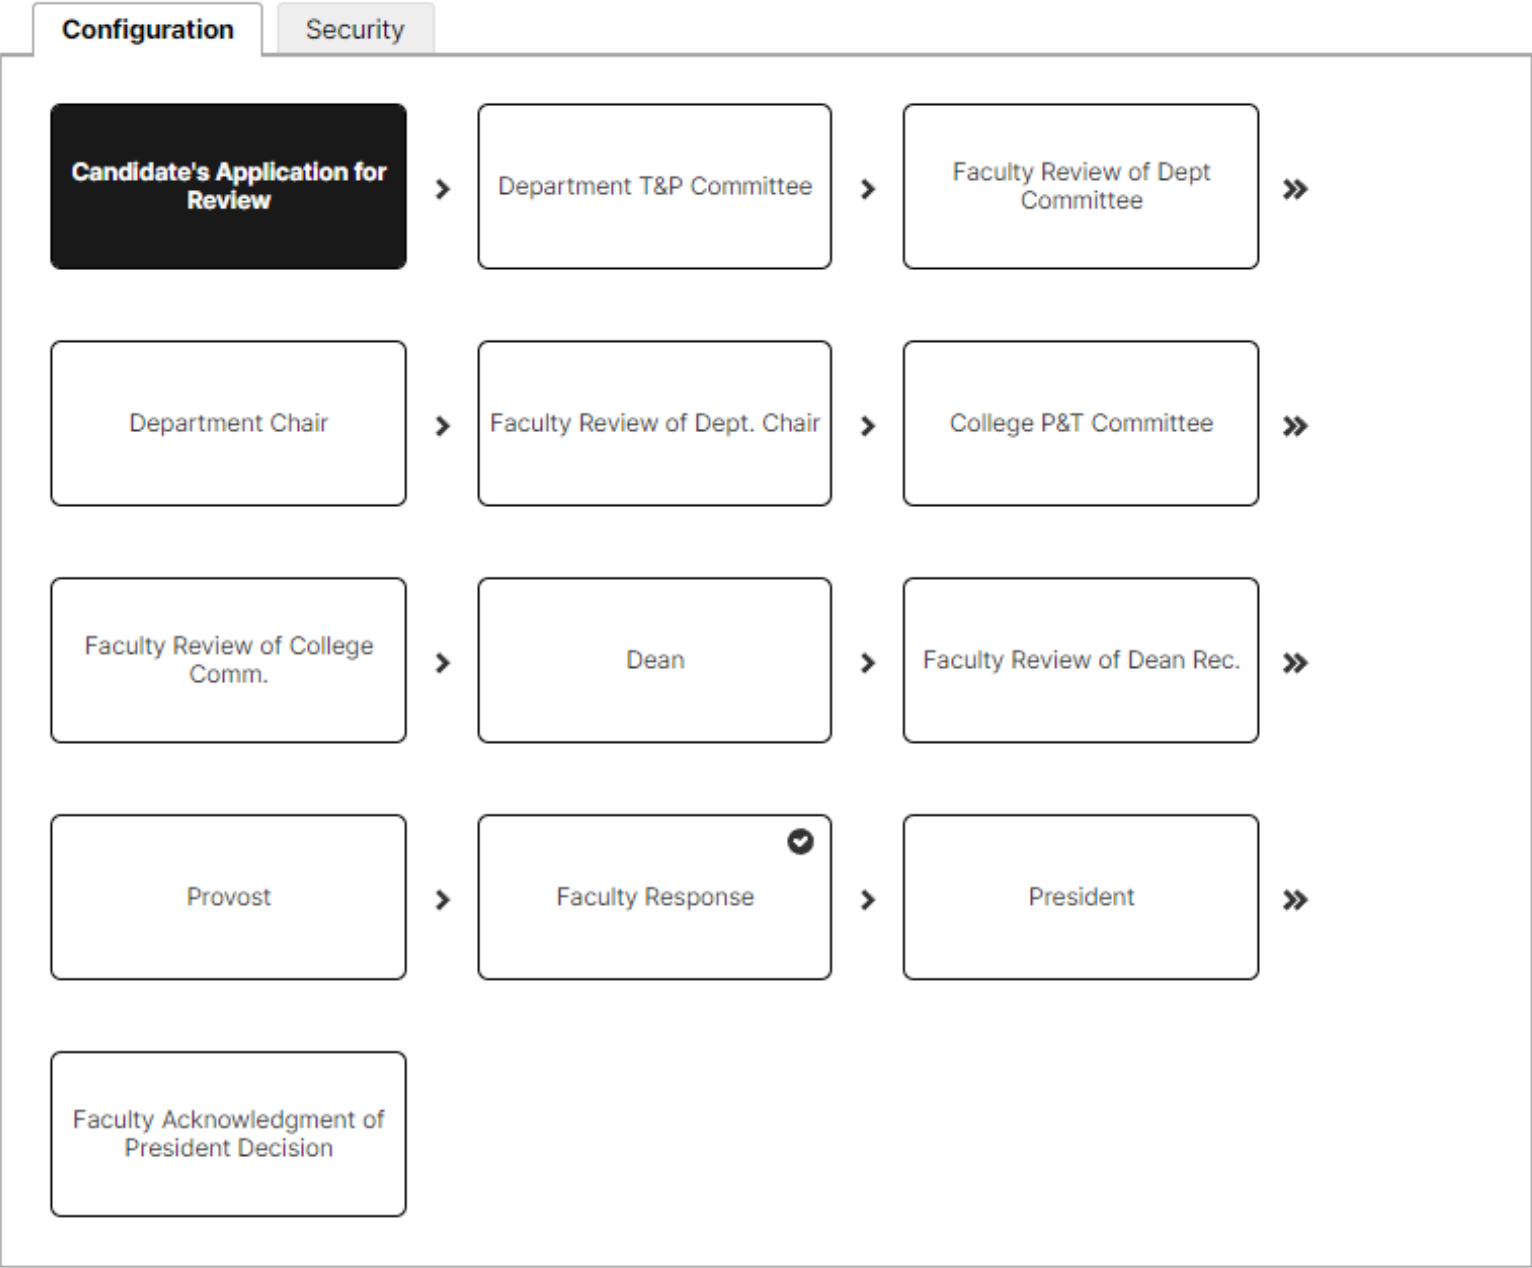 Configuration
Security
Candidate's Application for
Review
Department T&P Committee
Faculty Review of Dept
Committee
Department Chair
Faculty Review of Dept. Chair
College P&T Committee
Faculty Review of College
Comm.
Dean
Faculty Review of Dean Rec.
Provost
Faculty Response
President
Faculty Acknowledgment of
President Decision